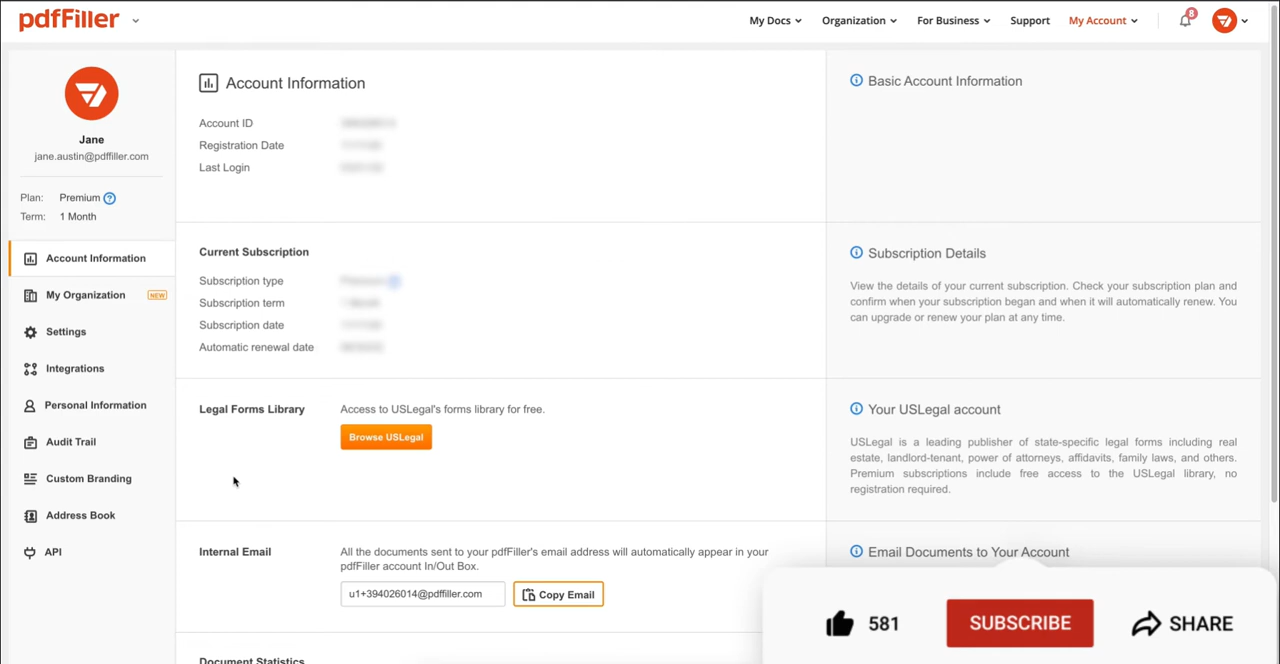 pdfFiller
My Docs Organization For Business Support My Account 8
Jane
jane.austin@pdffiller.com
Plan: Premium
Term: 1 Month
Account Information
My Organization NEW
Settings
Integrations
Personal Information
Audit Trail
Custom Branding
Address Book
API
Account Information
Account ID
Registration Date
Last Login
Current Subscription
Subscription type
Subscription term
Subscription date
Automatic renewal date
Legal Forms Library
Access to USLegal's forms library for free.
Browse USLegal
Internal Email
All the documents sent to your pdfFiller's email address will automatically appear in your
pdfFiller account In/Out Box.
u1+394026014@pdffiller.com
Copy Email
Document Statistics
Basic Account Information
Subscription Details
View the details of your current subscription. Check your subscription plan and
confirm when your subscription began and when it will automatically renew. You
can upgrade or renew your plan at any time.
Your USLegal account
USLegal is a leading publisher of state-specific legal forms including real
estate, landlord-tenant, power of attorneys, affidavits, family laws, and others.
Premium subscriptions include free access to the USLegal library, no
registration required.
Email Documents to Your Account
581
SUBSCRIBE
SHARE